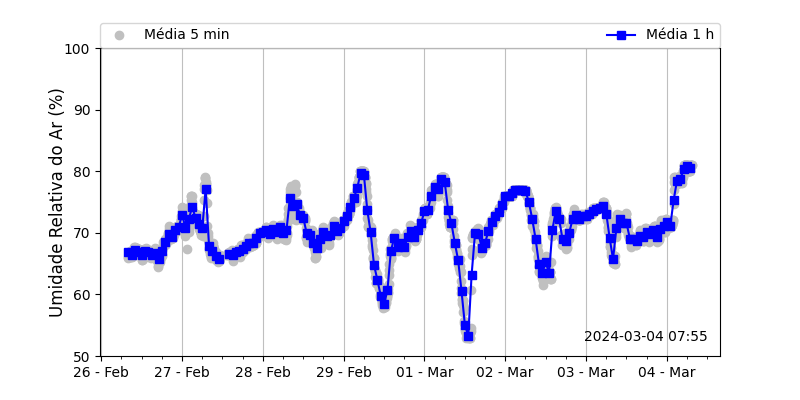 Média 5 min
Média 1 h
Umidade Relativa do Ar (%)
100
90
80
70
60
50
2024-03-04 07:55
26 - Feb
27 - Feb
28 - Feb
29 - Feb
01 - Mar
02 - Mar
03 - Mar
04 - Mar